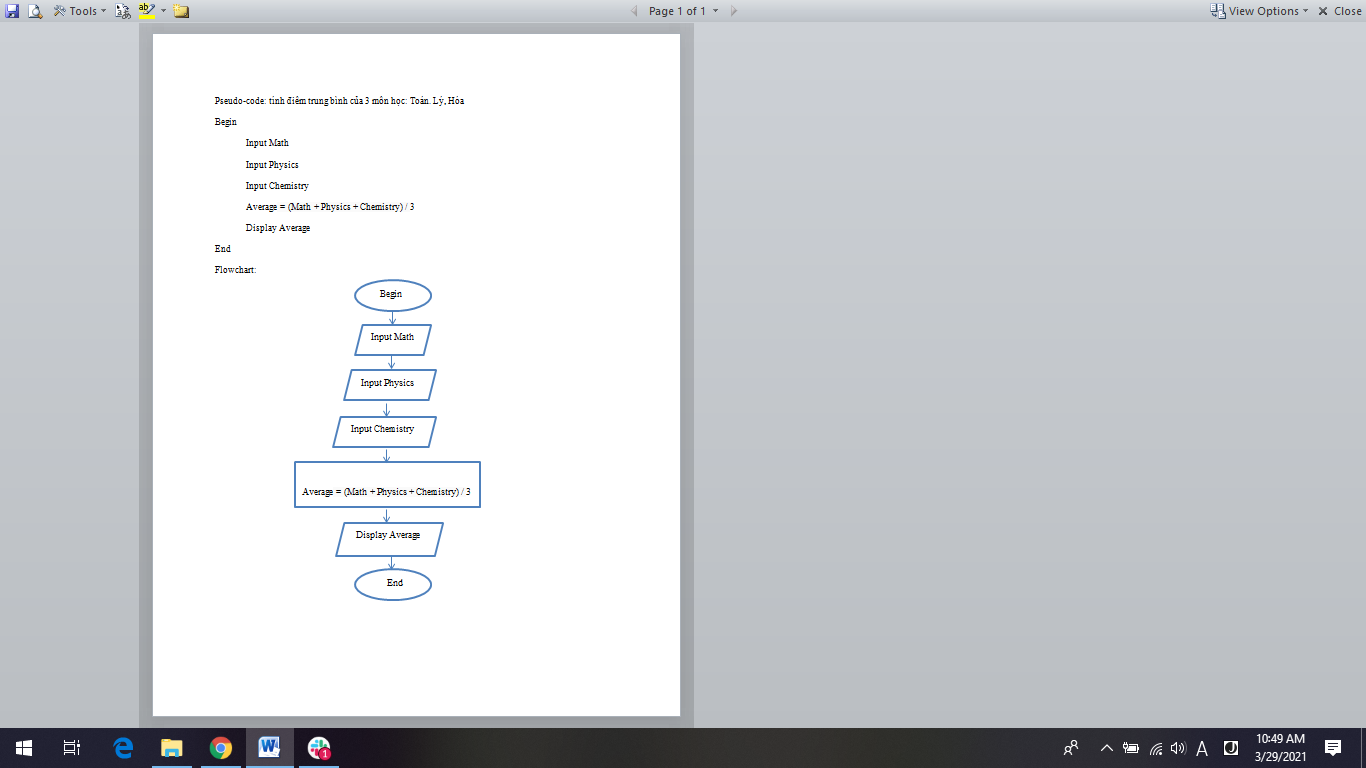 Tools
Page 1 of 1
View Options
Close
Pseudo-code: tính điểm trung bình của 3 môn học: Toán. Lý, Hóa
Begin
Input Math
Input Physics
Input Chemistry
Average = (Math + Physics + Chemistry) / 3
Display Average
End
Flowchart:
Begin
Input Math
Input Physics
Input Chemistry
Average = (Math + Physics + Chemistry) / 3
Display Average
End
10:49 AM
3/29/2021